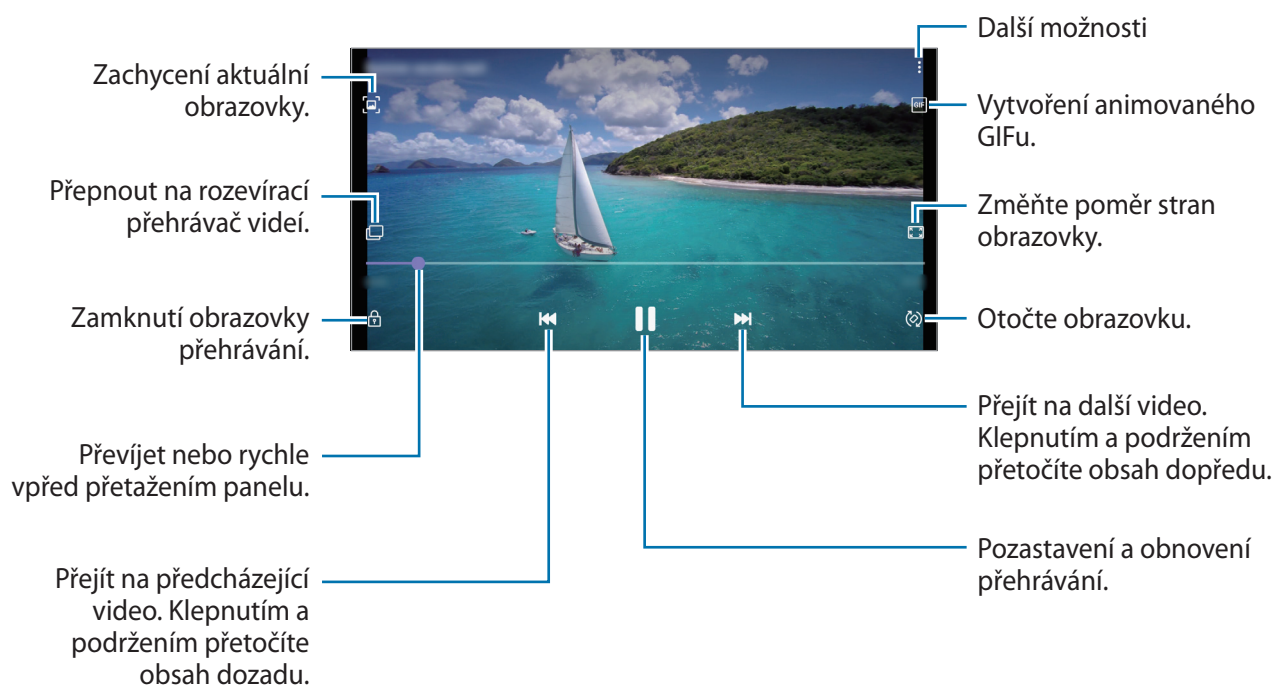 Další možnosti
Zachycení aktuální
obrazovky.
GIF
Vytvoření animovaného
GIFu.
Přepnout na rozevírací
přehrávač videí.
Změňte poměr stran
obrazovky.
Zamknutí obrazovky
přehrávání.
Otočte obrazovku.
Přejít na další video.
Klepnutím a podržením
přetočíte obsah dopředu.
Převíjet nebo rychle
vpřed přetažením panelu.
Pozastavení a obnovení
přehrávání.
Přejít na předcházející
video. Klepnutím a
podržením přetočíte
obsah dozadu.